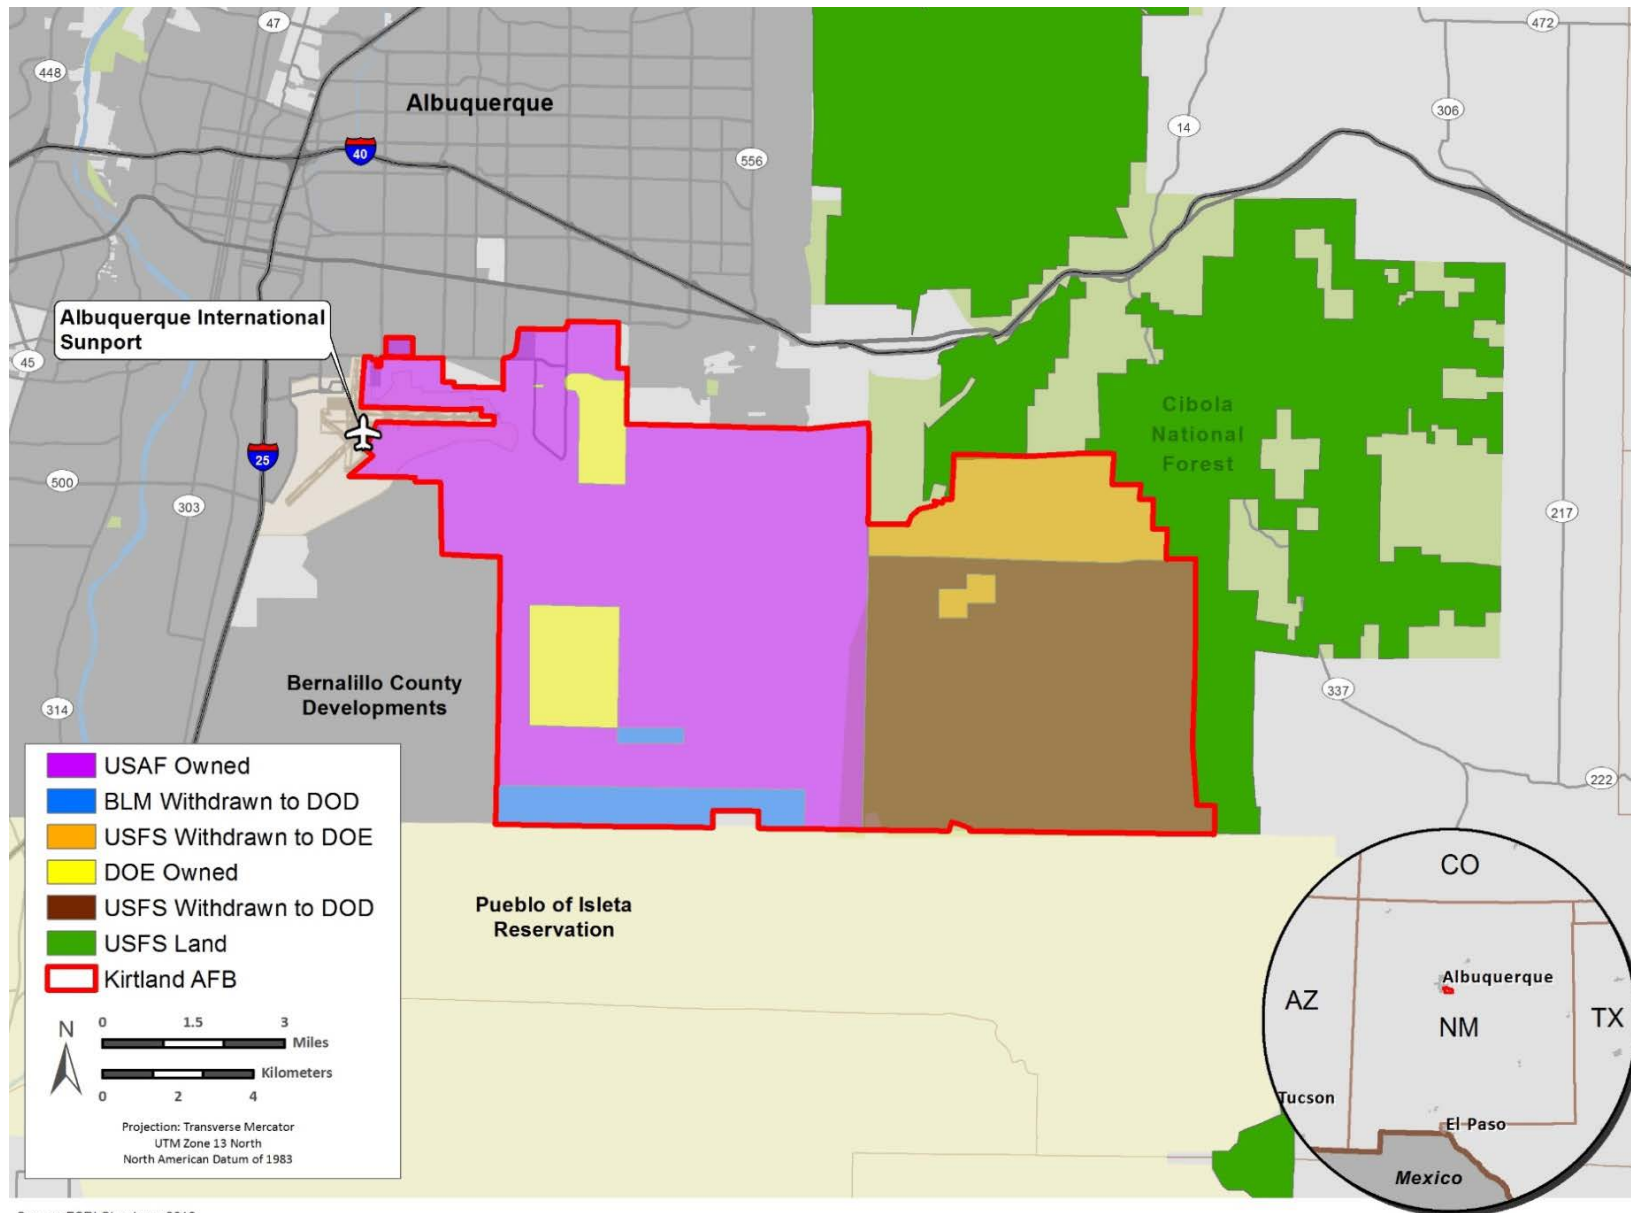 47
472
448
Albuquerque
306
14
40
556
Albuquerque International
Sunport
45
Cibola
National
Forest
25
500
303
217
Bernalillo County
Developments
337
314
222
USAF Owned
BLM Withdrawn to DOD
USFS Withdrawn to DOE
DOE Owned
USFS Withdrawn to DOD
USFS Land
Kirtland AFB
N
0 1.5 3
Miles
Kilometers
0 2 4
Projection: Transverse Mercator
UTM Zone 13 North
North American Datum of 1983
Pueblo of Isleta
Reservation
CO
Albuquerque
AZ
NM
TX
Tucson
El Paso
Mexico